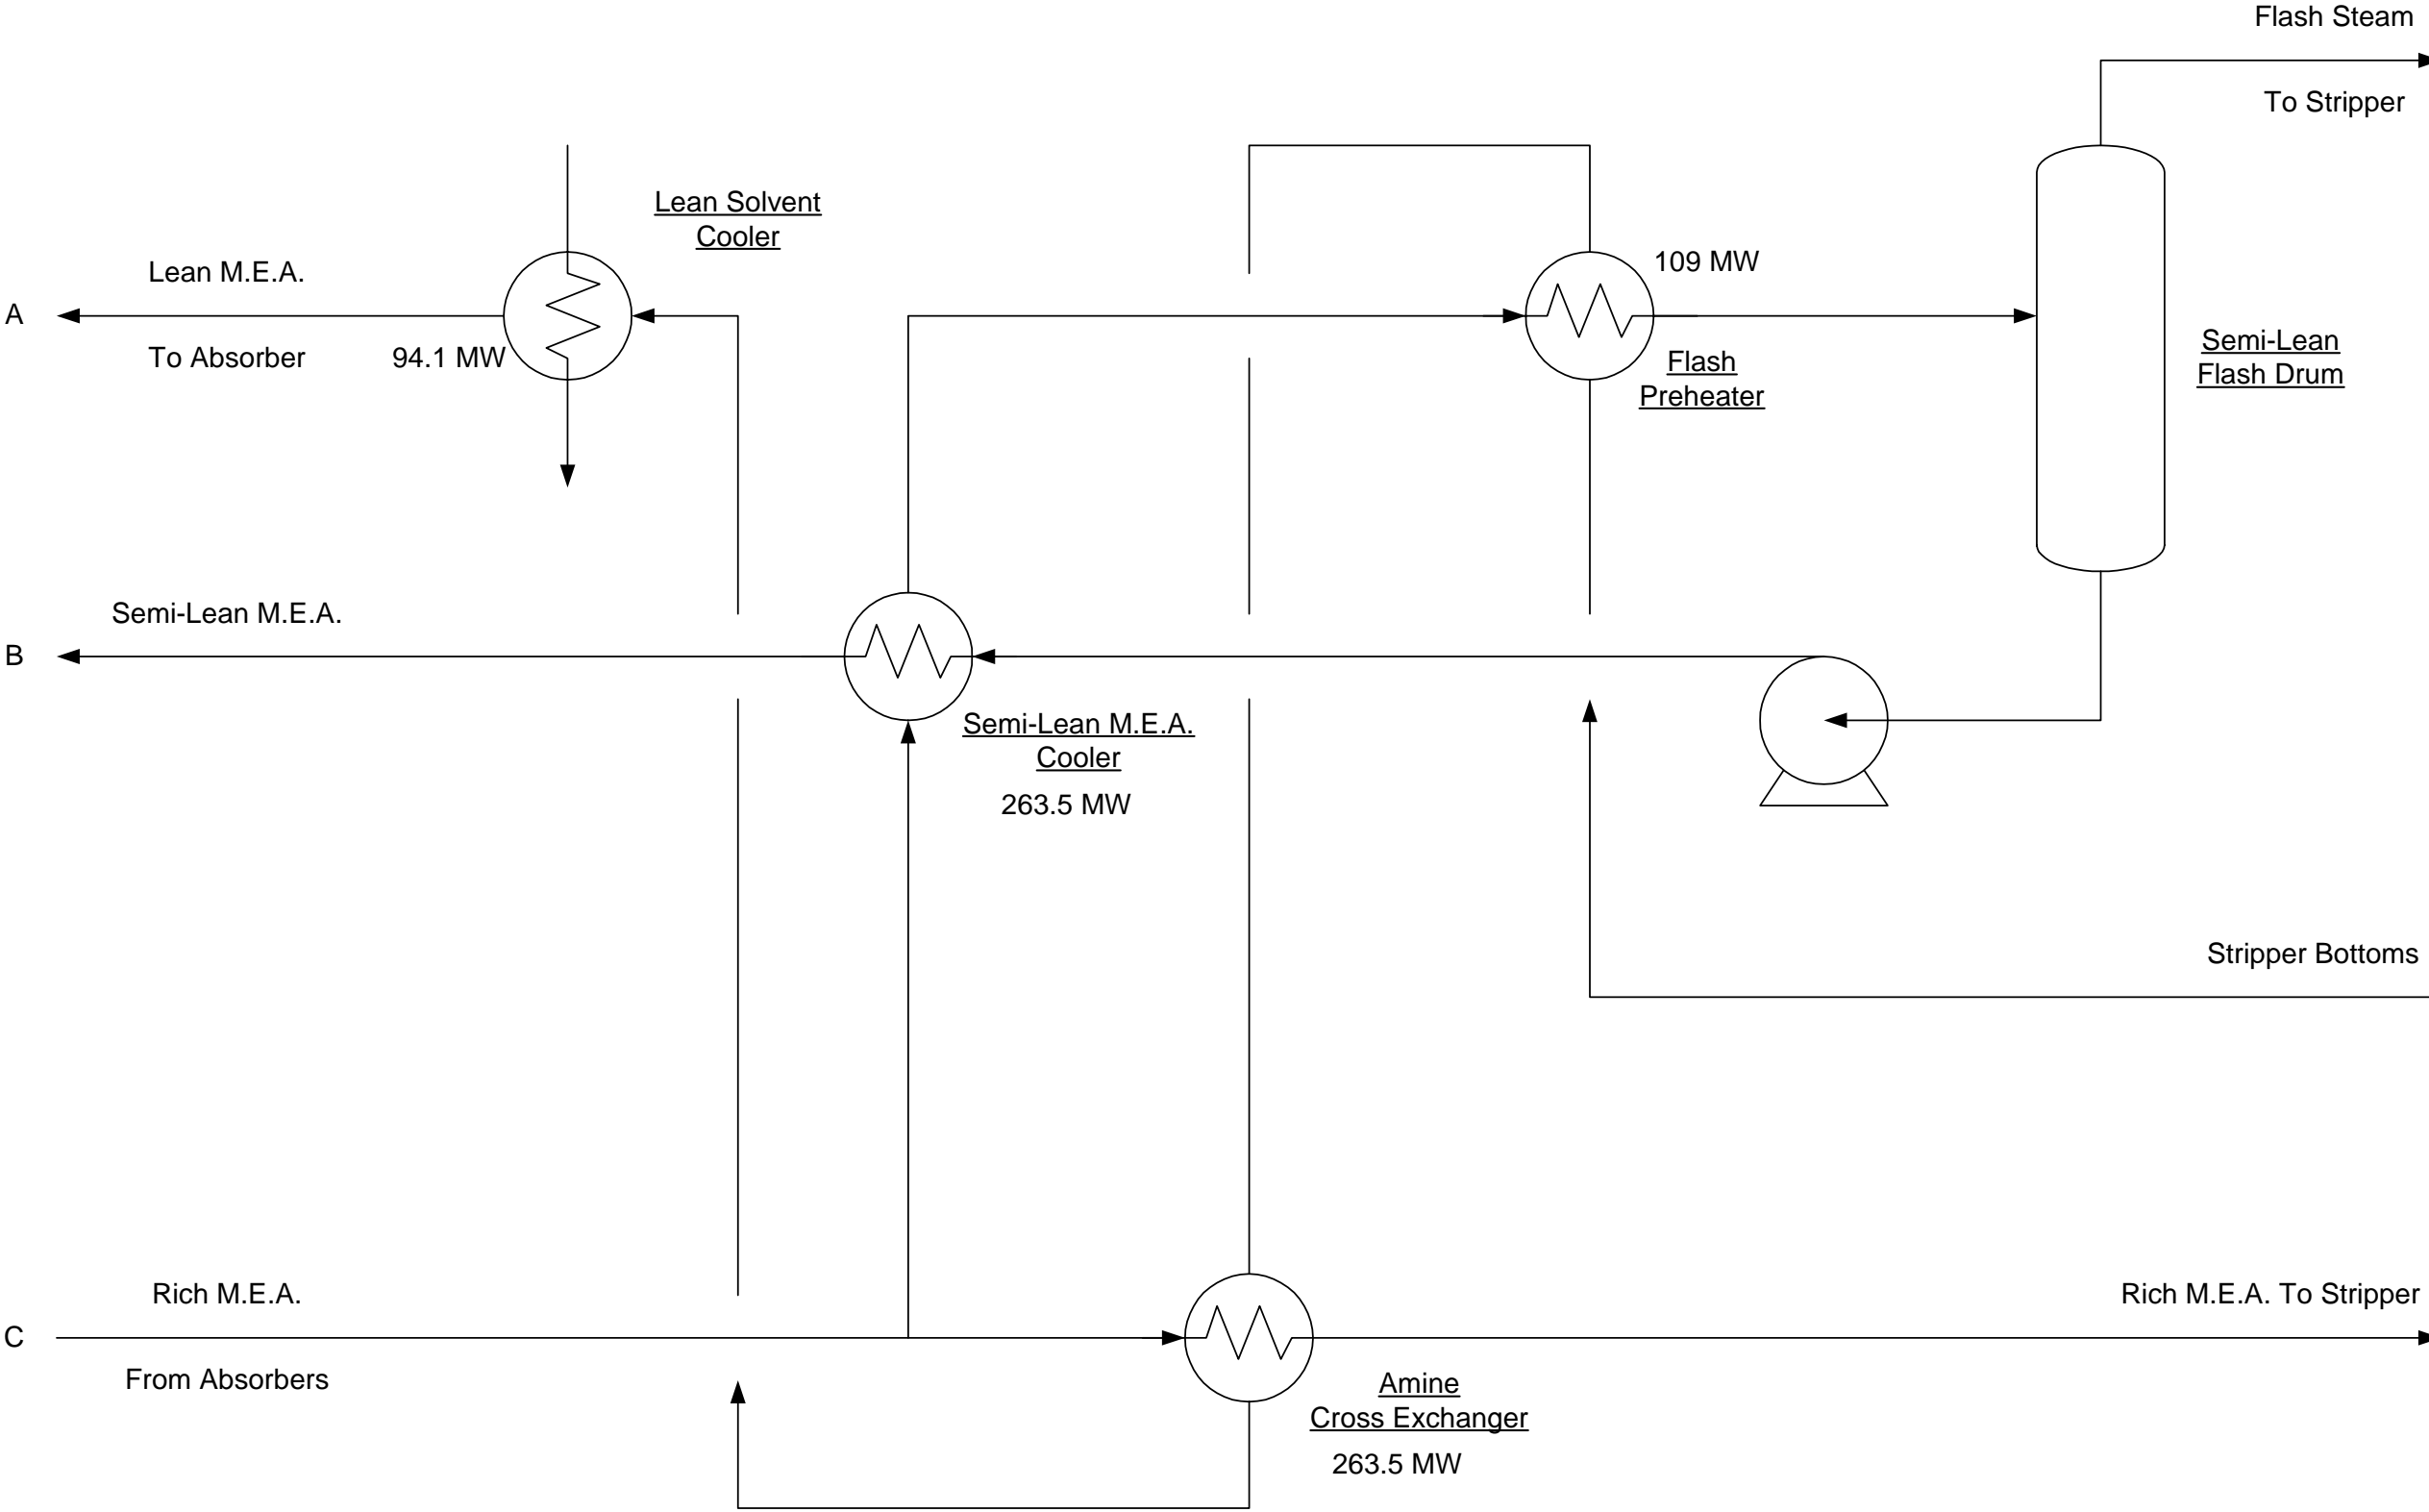 Flash Steam
To Stripper
Lean Solvent
Cooler
Lean M.E.A.
109 MW
A
To Absorber
94.1 MW
Flash
Preheater
Semi-Lean
Flash Drum
Semi-Lean M.E.A.
B
Semi-Lean M.E.A.
Cooler
263.5 MW
Stripper Bottoms
Rich M.E.A.
Rich M.E.A. To Stripper
C
From Absorbers
Amine
Cross Exchanger
263.5 MW